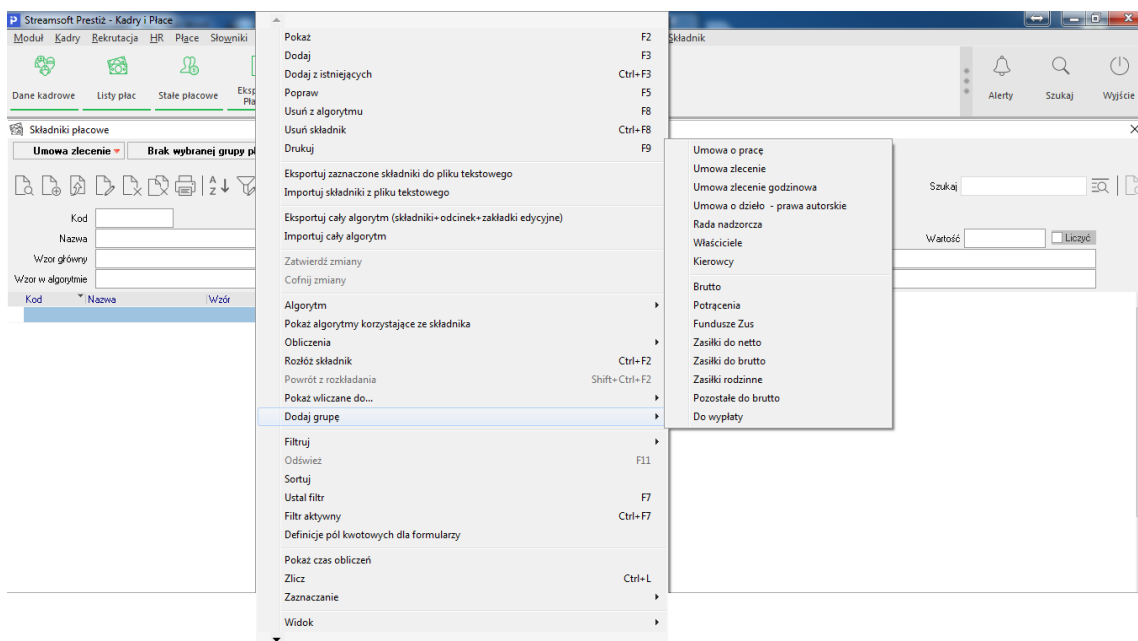 Streamsoft Prestiż - Kadry i Płace
Moduł Kadry Rekrutacja HR Płace Słowniki
Składnik
Dane kadrowe
Listy płac
Stałe płacowe
Alerty
Szukaj
Wyjście
Składniki płacowe
Umowa zlecenie
Brak wybranej grupy
Szukaj
Kod
Nazwa
Wartość
Liczyć
Wzor główny
Wzor w algorytmie
Kod Nazwa Wzór
Pokaż F2
Dodaj F3
Dodaj z istniejących Ctrl+F3
Popraw F5
Usuń z algorytmu F8
Usuń składnik Ctrl+F8
Drukuj F9
Eksportuj zaznaczone składniki do pliku tekstowego
Importuj składniki z pliku tekstowego
Eksportuj cały algorytm (składniki+odcinek+zakładki edycyjne)
Importuj cały algorytm
Zatwierdź zmiany
Cofnij zmiany
Algorytm
Pokaż algorytmy korzystające ze składnika
Obliczenia
Rozłóż składnik Ctrl+F2
Powrót z rozkładania Shift+Ctrl+F2
Pokaż wliczane do...
Dodaj grupę
Filtruj
Odśwież F11
Sortuj
Ustal filtr F7
Filtr aktywny Ctrl+F7
Definicje pól kwotowych dla formularzy
Pokaż czas obliczeń
Zlicz Ctrl+L
Zaznaczanie
Widok
Umowa o pracę
Umowa zlecenie
Umowa zlecenie godzinowa
Umowa o dzieło - prawa autorskie
Rada nadzorcza
Właściciele
Kierowcy
Brutto
Potrącenia
Fundusze Zus
Zasiłki do netto
Zasiłki do brutto
Zasiłki rodzinne
Pozostałe do brutto
Do wypłaty